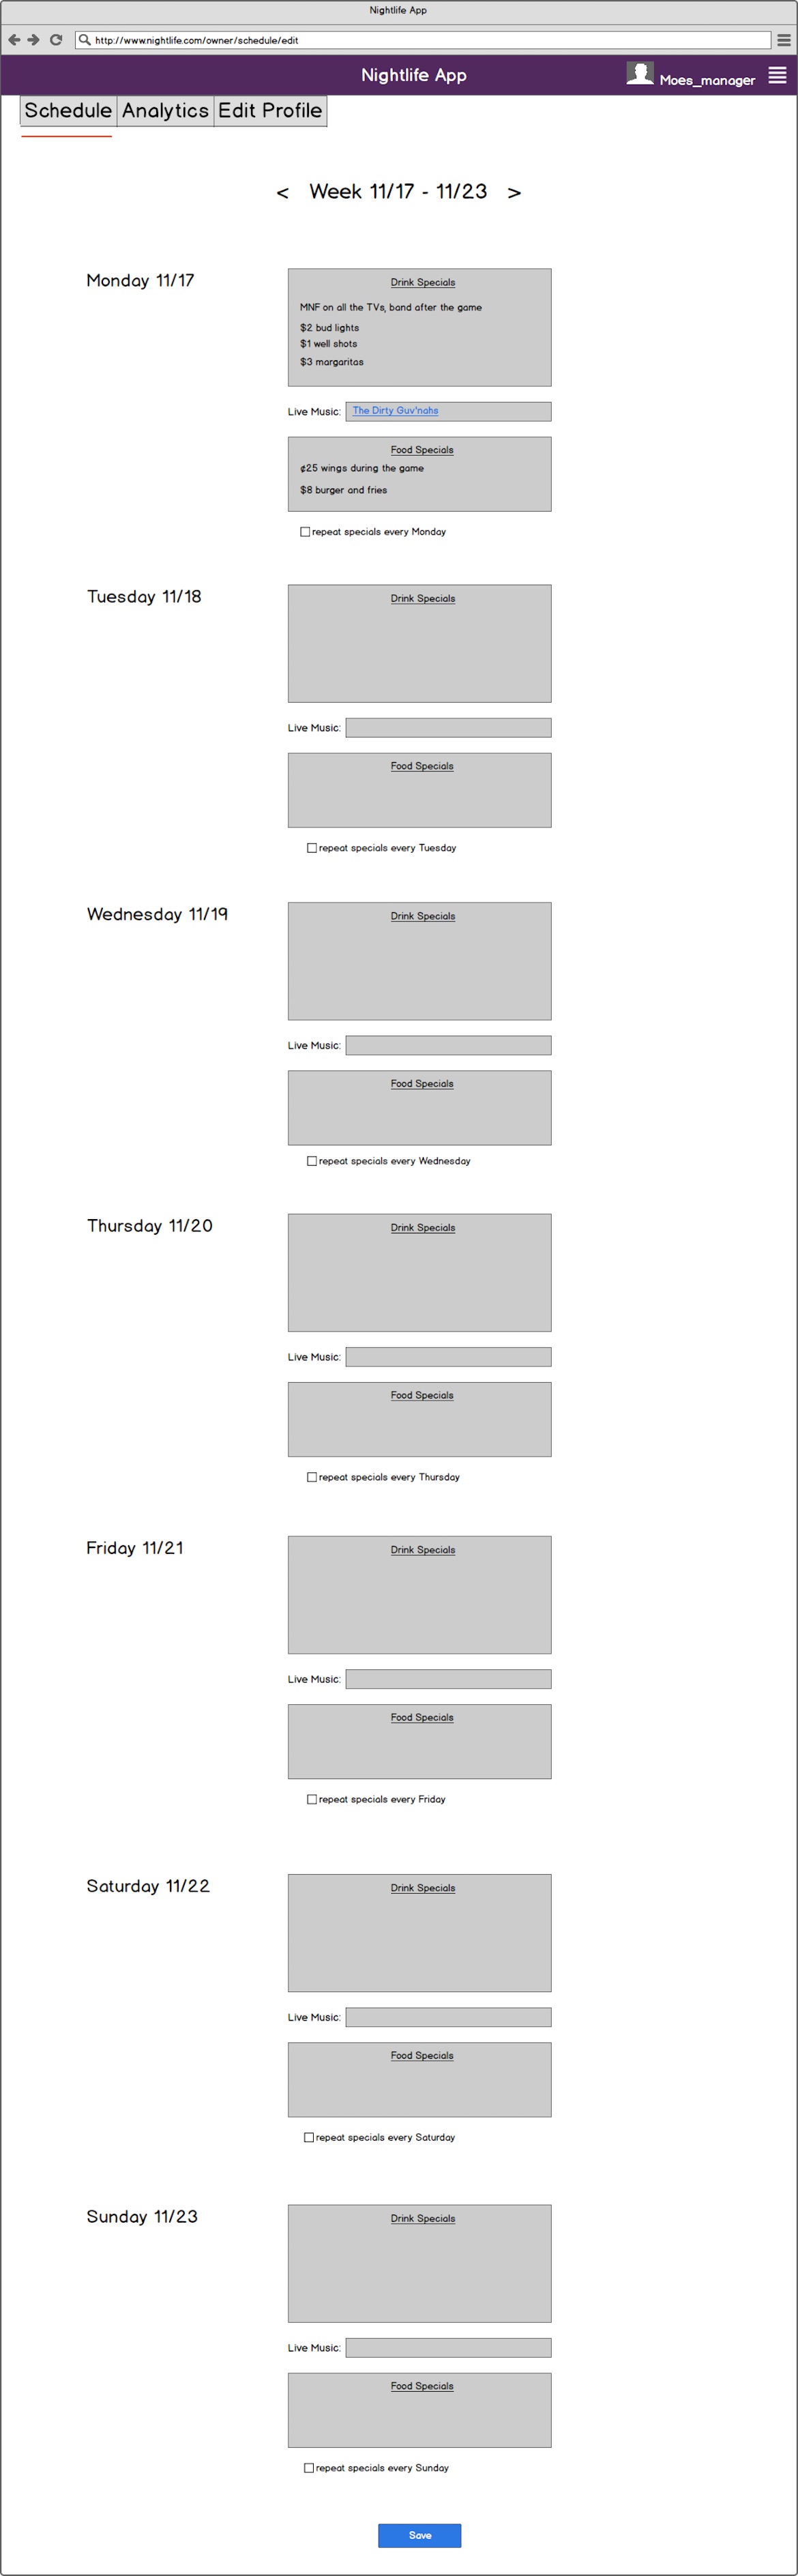 Nightlife App
http://www.nightlife.com/owner/schedule/edit
Nightlife App
Moes_manager
Schedule Analytics Edit Profile
< Week 11/17 - 11/23 >
Monday 11/17
Drink Specials
MNF on all the TVs, band after the game
$2 bud lights
$1 well shots
$3 margaritas
Live Music: The Dirty Guv'nahs
Food Specials
¢25 wings during the game
$8 burger and fries
repeat specials every Monday
Tuesday 11/18
Drink Specials
Live Music:
Food Specials
repeat specials every Tuesday
Wednesday 11/19
Drink Specials
Live Music:
Food Specials
repeat specials every Wednesday
Thursday 11/20
Drink Specials
Live Music:
Food Specials
repeat specials every Thursday
Friday 11/21
Drink Specials
Live Music:
Food Specials
repeat specials every Friday
Saturday 11/22
Drink Specials
Live Music:
Food Specials
repeat specials every Saturday
Sunday 11/23
Drink Specials
Live Music:
Food Specials
repeat specials every Sunday
Save